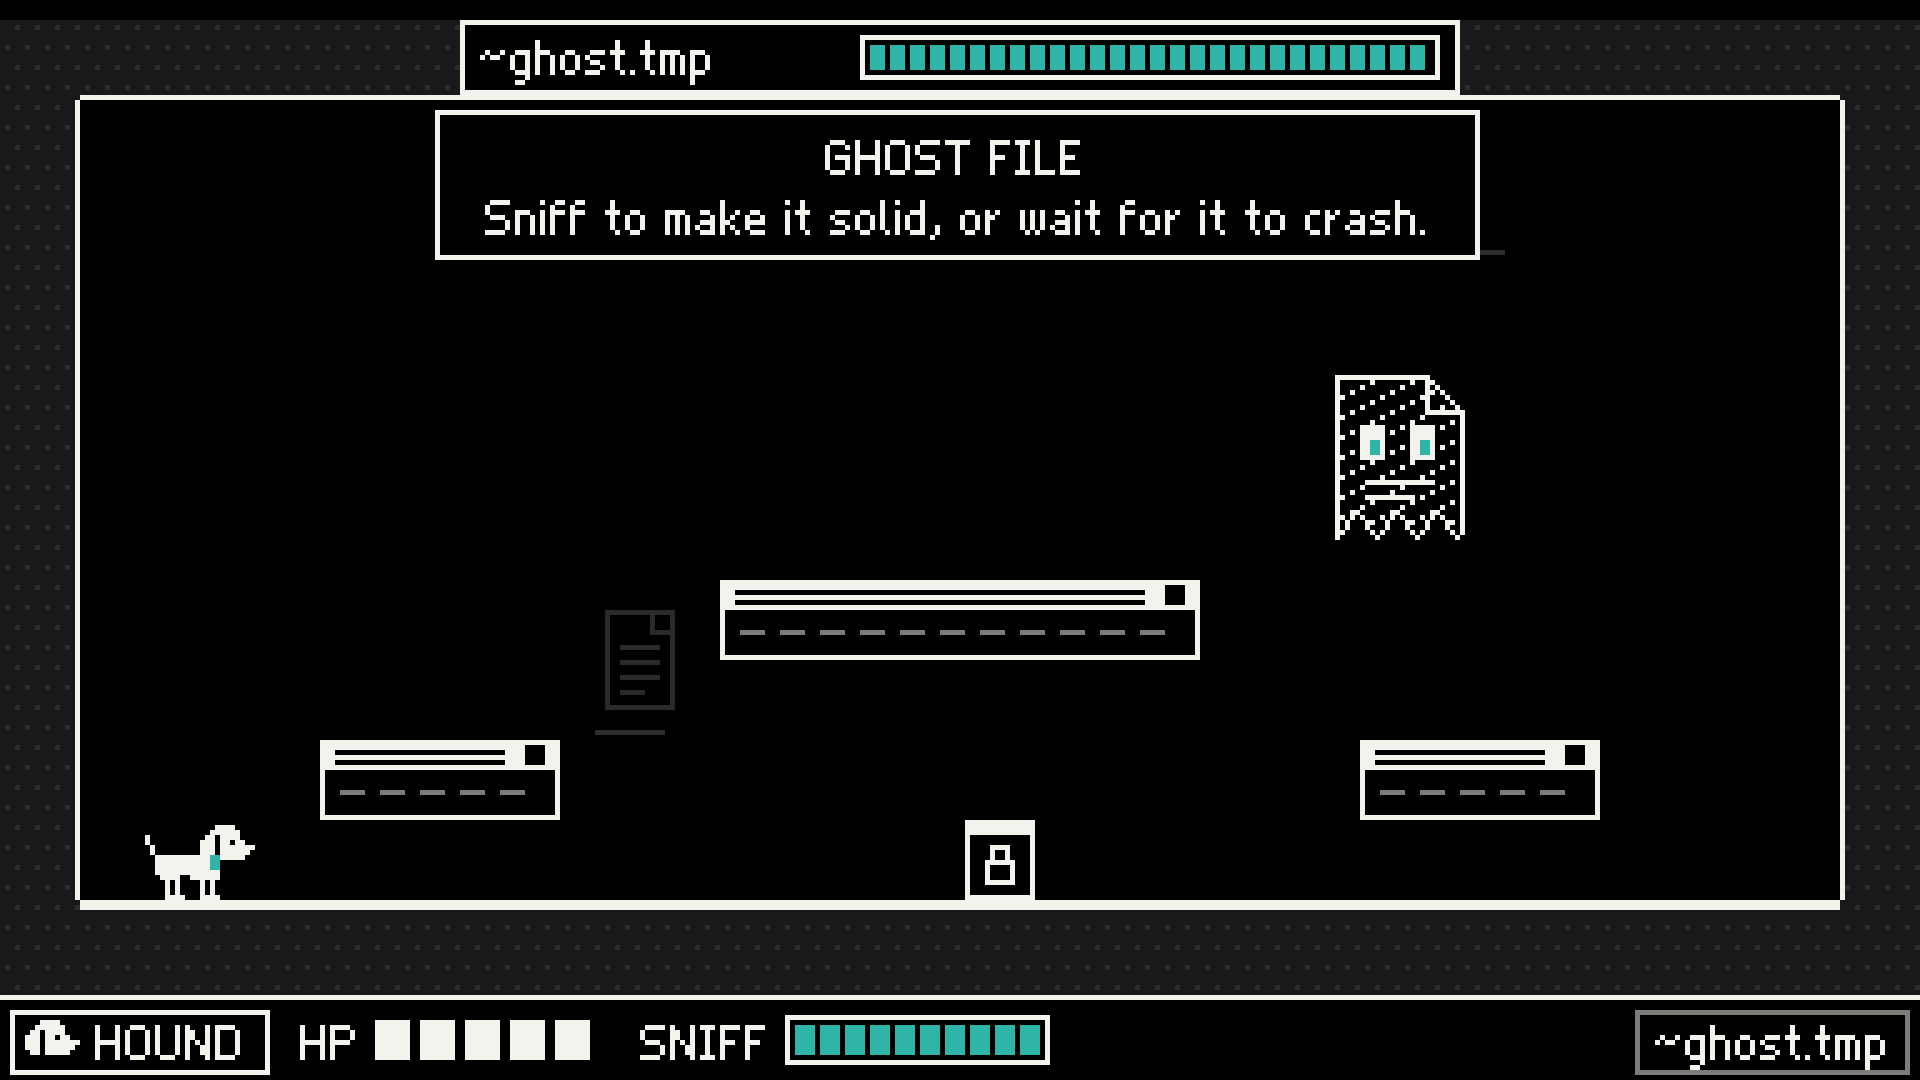 ~ghost.tmp
GHOST FILE
Sniff to make it solid, or wait for it to crash.
HOUND HP SNIFF ~ghost.tmp